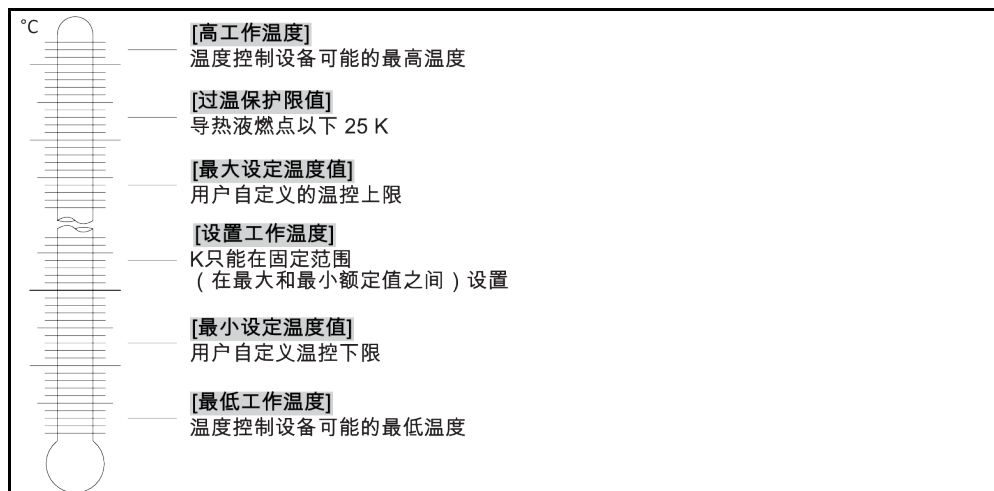 °C
[高工作温度]
温度控制设备可能的最高温度
[过温保护限值]
导热液燃点以下 25 K
[最大设定温度值]
用户自定义的温控上限
[设置工作温度]
K只能在固定范围
（在最大和最小额定值之间）设置
[最小设定温度值]
用户自定义温控下限
[最低工作温度]
温度控制设备可能的最低温度